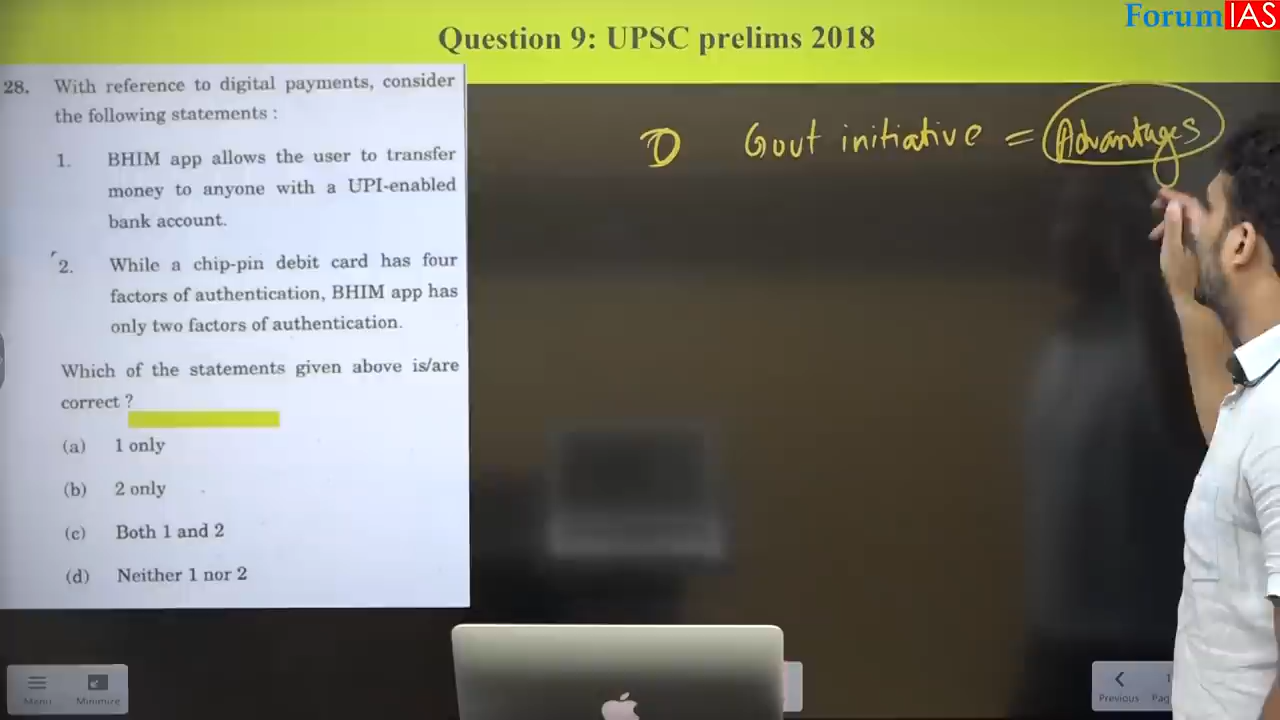 ForumIAS
Question 9: UPSC prelims 2018
28. With reference to digital payments, consider
the following statements :
1. BHIM app allows the user to transfer
money to anyone with a UPI-enabled
bank account.
2. While a chip-pin debit card has four
factors of authentication, BHIM app has
only two factors of authentication.
Which of the statements given above is/are
correct ?
(a) 1 only
(b) 2 only
(c) Both 1 and 2
(d) Neither 1 nor 2
Govt initiative = Advantages
Menu
Minimize
Previous